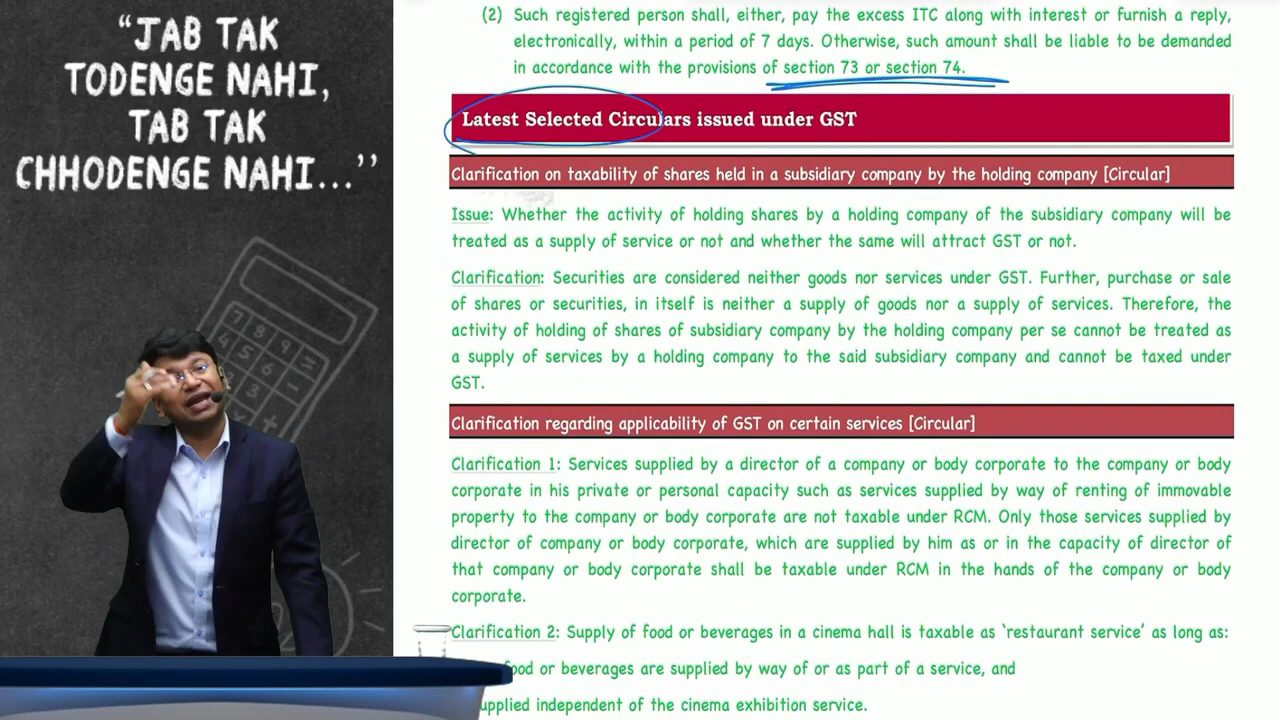 “JAB TAK
TODENGE NAHI,
TAB TAK
CHHODENGE NAHI...’’
(2) Such registered person shall, either, pay the excess ITC along with interest or furnish a reply,
electronically, within a period of 7 days. Otherwise, such amount shall be liable to be demanded
in accordance with the provisions of section 73 or section 74.
Latest Selected Circulars issued under GST
Clarification on taxability of shares held in a subsidiary company by the holding company [Circular]
Issue: Whether the activity of holding shares by a holding company of the subsidiary company will be
treated as a supply of service or not and whether the same will attract GST or not.
Clarification: Securities are considered neither goods nor services under GST. Further, purchase or sale
of shares or securities, in itself is neither a supply of goods nor a supply of services. Therefore, the
activity of holding of shares of subsidiary company by the holding company per se cannot be treated as
a supply of services by a holding company to the said subsidiary company and cannot be taxed under
GST.
Clarification regarding applicability of GST on certain services [Circular]
Clarification 1: Services supplied by a director of a company or body corporate to the company or body
corporate in his private or personal capacity such as services supplied by way of renting of immovable
property to the company or body corporate are not taxable under RCM. Only those services supplied by
director of company or body corporate, which are supplied by him as or in the capacity of director of
that company or body corporate shall be taxable under RCM in the hands of the company or body
corporate.
Clarification 2: Supply of food or beverages in a cinema hall is taxable as ‘restaurant service’ as long as:
food or beverages are supplied by way of or as part of a service, and
supplied independent of the cinema exhibition service.